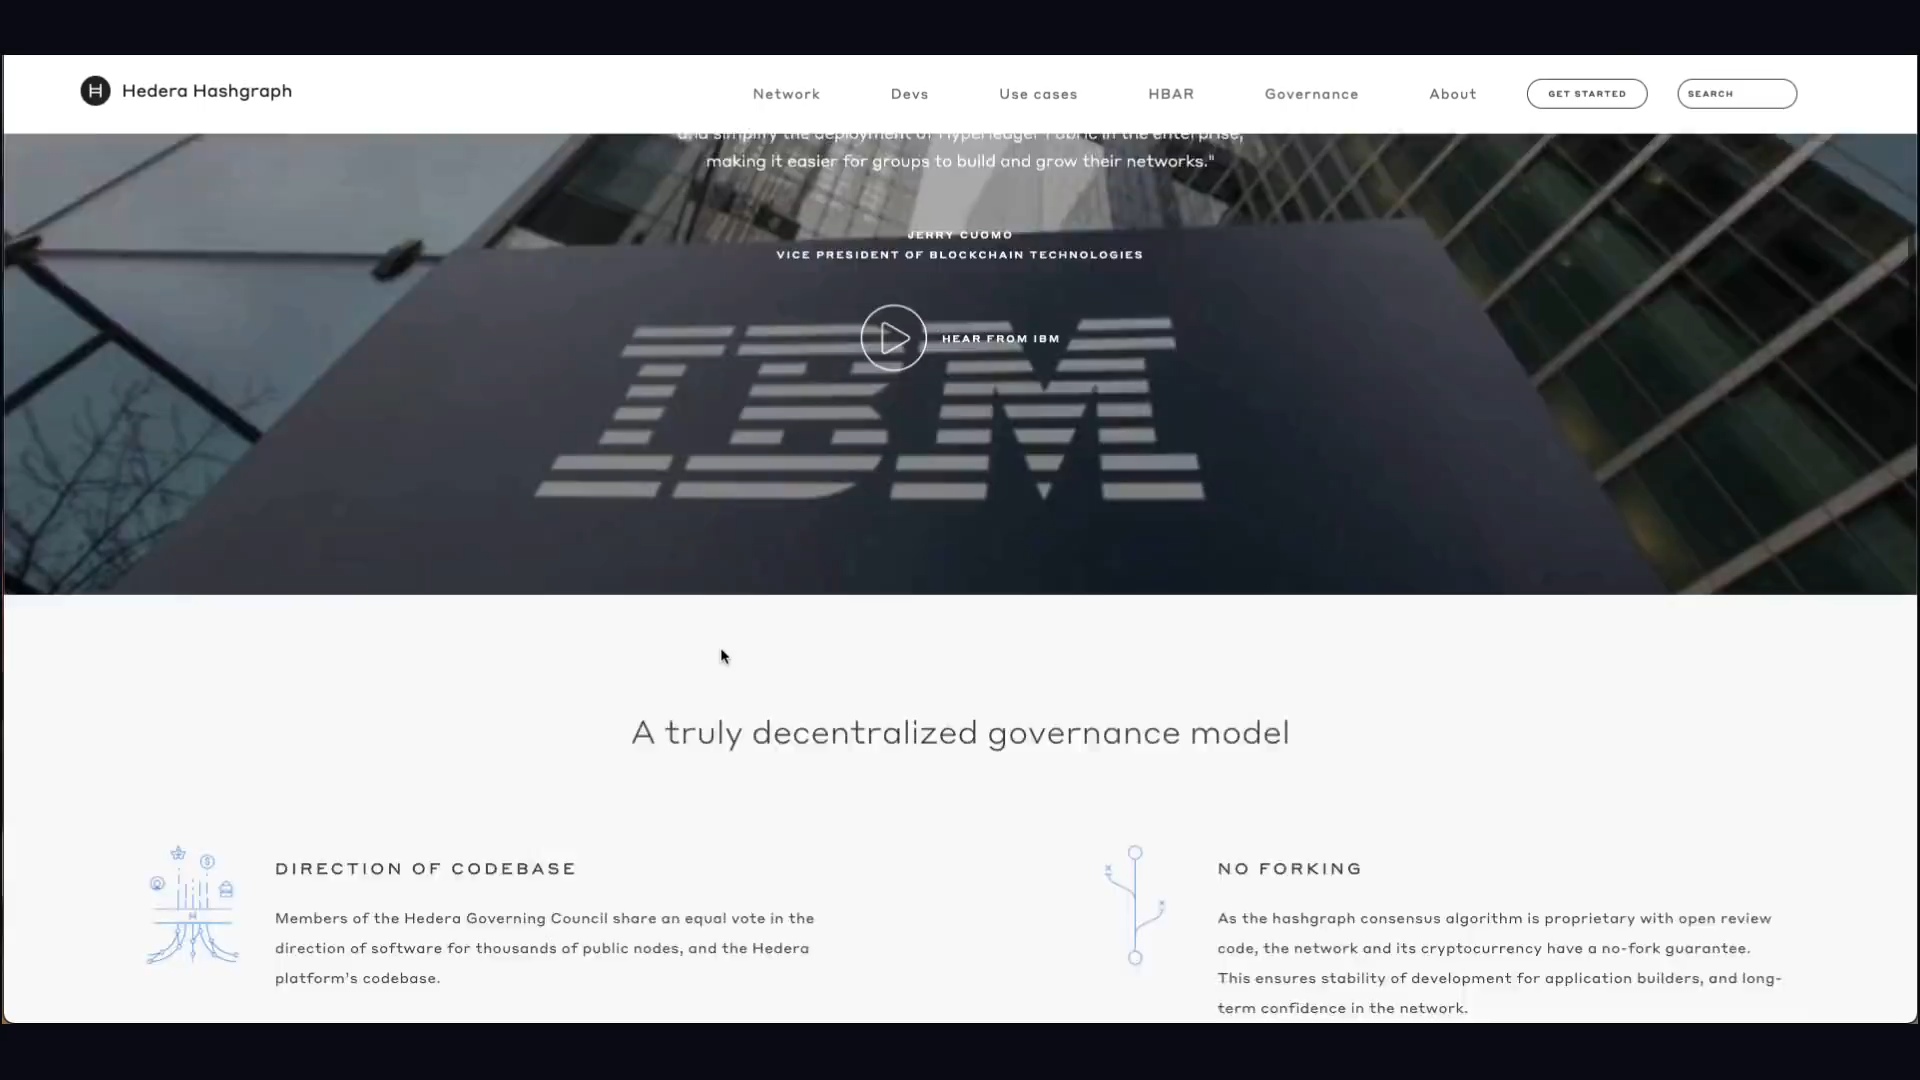 Hedera Hashgraph
Network
Devs
Use cases
HBAR
Governance
About
GET STARTED
SEARCH
and simplify the deployment of Hyperledger Fabric in the enterprise,
making it easier for groups to build and grow their networks."
JERRY CUOMO
VICE PRESIDENT OF BLOCKCHAIN TECHNOLOGIES
HEAR FROM IBM
IBM
A truly decentralized governance model
DIRECTION OF CODEBASE
Members of the Hedera Governing Council share an equal vote in the
direction of software for thousands of public nodes, and the Hedera
platform's codebase.
NO FORKING
As the hashgraph consensus algorithm is proprietary with open review
code, the network and its cryptocurrency have a no-fork guarantee.
This ensures stability of development for application builders, and long-
term confidence in the network.